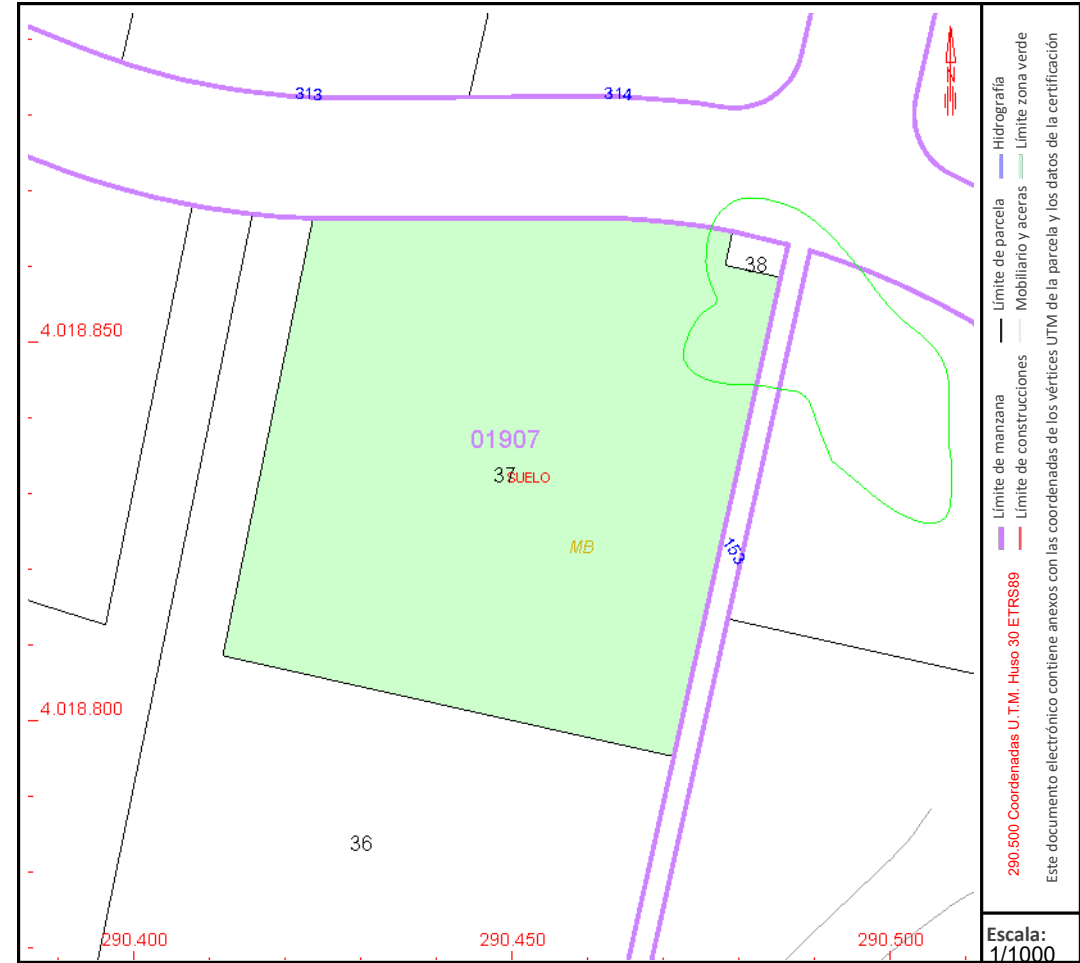 313
314
38
4.018.850
01907
37
SUELO
MB
153
4.018.800
36
290.400
290.450
290.500
N
Límite de manzana
Límite de parcela
Hidrografía
Límite de construcciones
Mobiliario y aceras
Límite zona verde
290.500 Coordenadas U.T.M. Huso 30 ETRS89
Este documento electrónico contiene anexos con las coordenadas de los vértices UTM de la parcela y los datos de la certificación
Escala:
1/1000